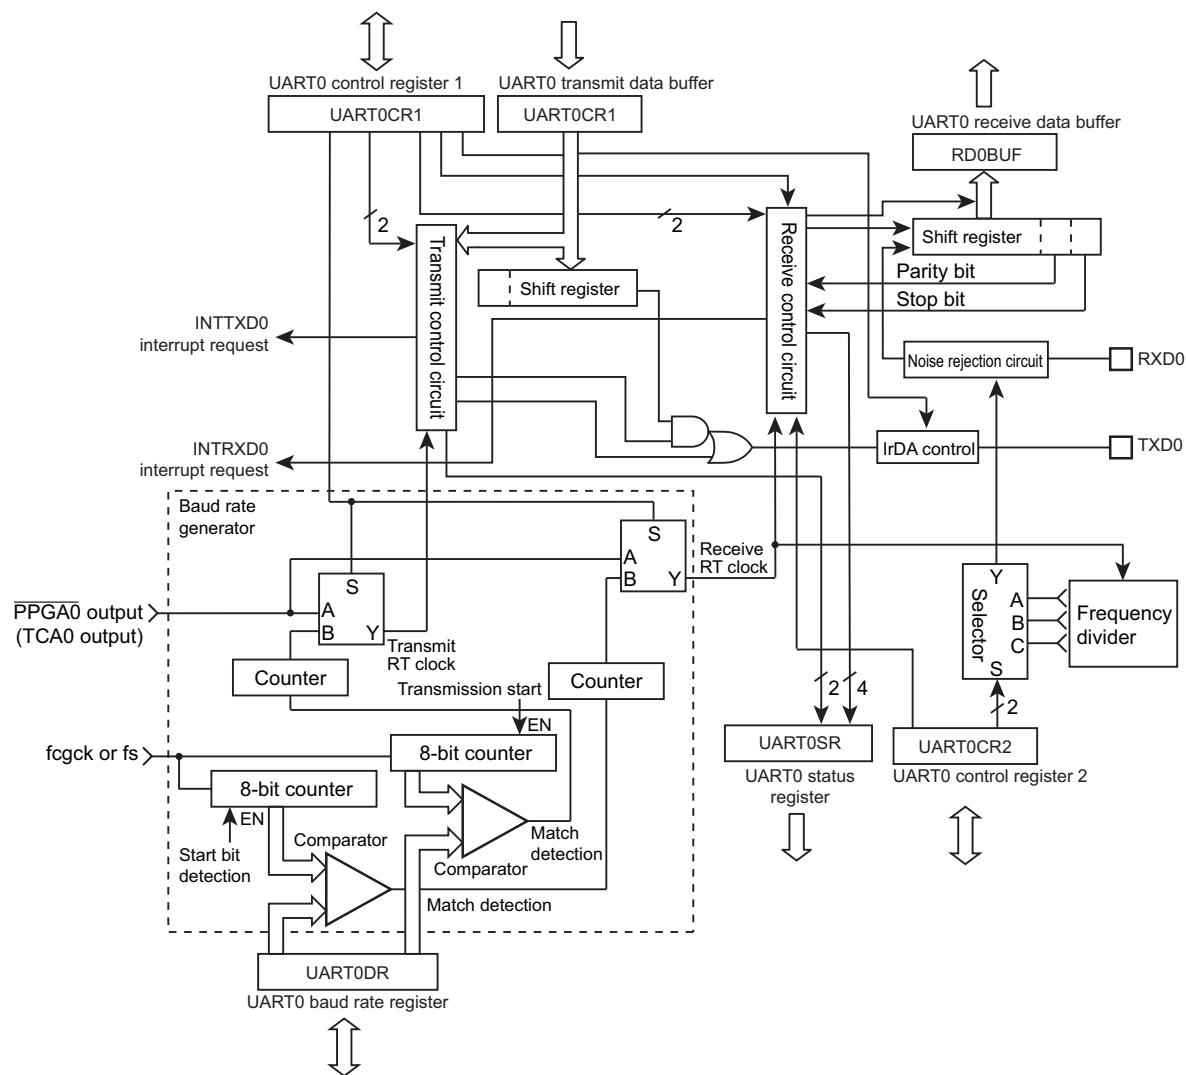 UART0 control register 1
UART0CR1
UART0 transmit data buffer
UART0CR1
UART0 receive data buffer
RD0BUF
2
2
Transmit control circuit
Receive control circuit
Shift register
Shift register
Parity bit
Stop bit
INTTXD0
interrupt request
Noise rejection circuit
RXD0
INTRXD0
interrupt request
IrDA control
TXD0
Baud rate
generator
S
A
B
Y
Receive
RT clock
S
A
B
Y
Transmit
RT clock
PPGA0 output
(TCA0 output)
Y
Selector
A
B
C
S
Frequency
divider
Counter
Counter
Transmission start
EN
2
4
2
fcgck or fs
8-bit counter
8-bit counter
EN
Start bit
detection
Comparator
Comparator
Match
detection
Match detection
UART0SR
UART0 status
register
UART0CR2
UART0 control register 2
UART0DR
UART0 baud rate register